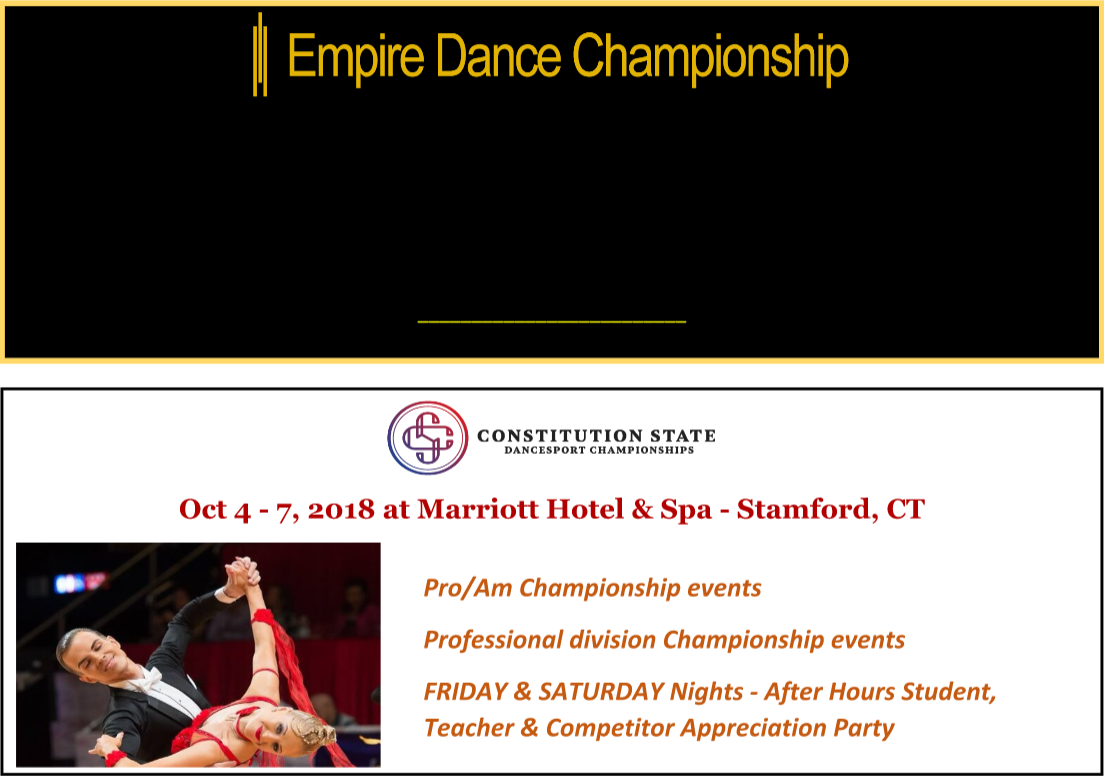 Empire Dance Championship
CONSTITUTION STATE
DANCESPORT CHAMPIONSHIPS
Oct 4 - 7, 2018 at Marriott Hotel & Spa - Stamford, CT
Pro/Am Championship events
Professional division Championship events
FRIDAY & SATURDAY Nights - After Hours Student,
Teacher & Competitor Appreciation Party